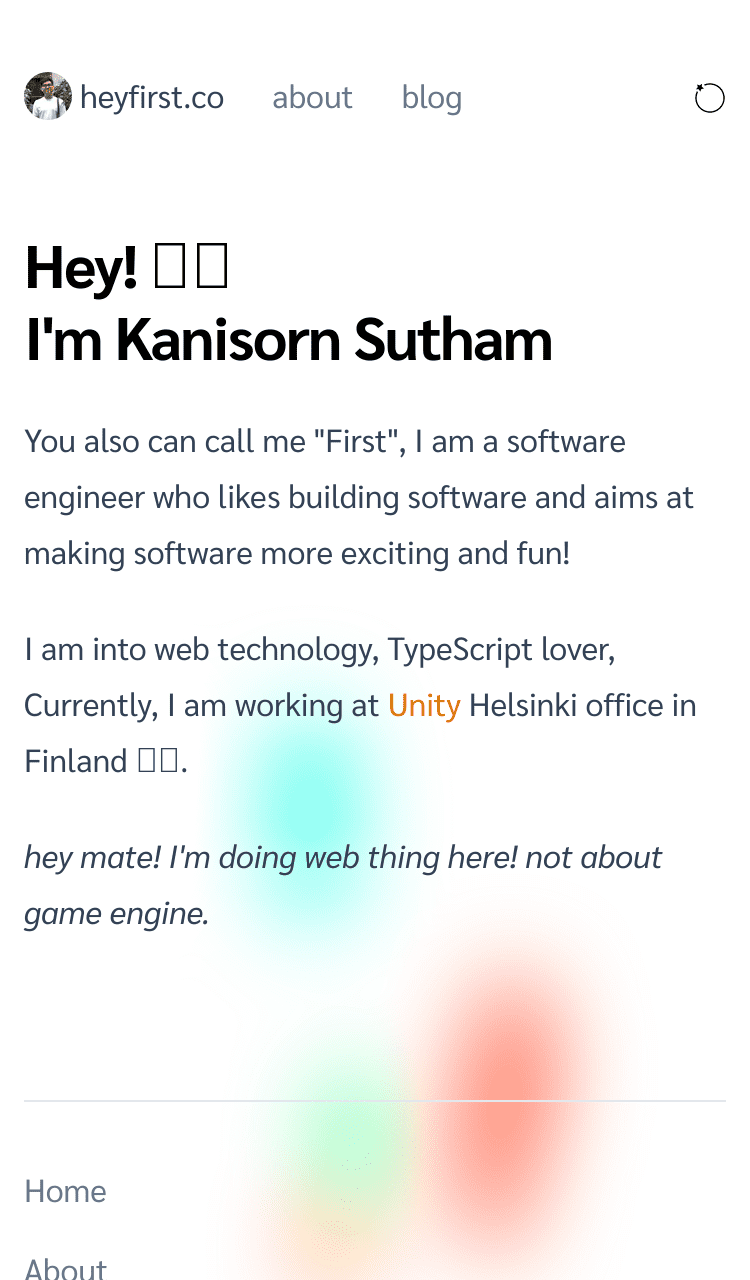 heyfirst.co about blog
Hey! 
I'm Kanisorn Sutham
You also can call me "First", I am a software
engineer who likes building software and aims at
making software more exciting and fun!
I am into web technology, TypeScript lover,
Currently, I am working at Unity Helsinki office in
Finland .
hey mate! I'm doing web thing here! not about
game engine.
Home
About